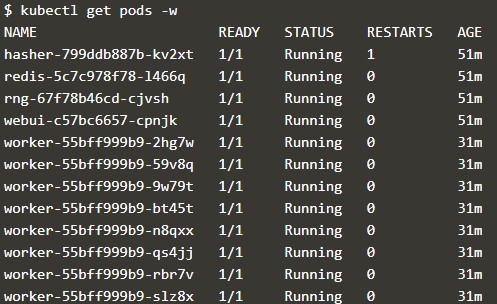 $ kubectl get pods -w
NAME READY STATUS RESTARTS AGE
hasher-799ddb887b-kv2xt 1/1 Running 1 51m
redis-5c7c978f78-l466q 1/1 Running 0 51m
rng-67f78b46cd-cjvsh 1/1 Running 0 51m
webui-c57bc6657-cpnjk 1/1 Running 0 51m
worker-55bff999b9-2hg7w 1/1 Running 0 31m
worker-55bff999b9-59v8q 1/1 Running 0 31m
worker-55bff999b9-9w79t 1/1 Running 0 31m
worker-55bff999b9-bt45t 1/1 Running 0 31m
worker-55bff999b9-n8qxx 1/1 Running 0 31m
worker-55bff999b9-qs4jj 1/1 Running 0 31m
worker-55bff999b9-rbr7v 1/1 Running 0 31m
worker-55bff999b9-slz8x 1/1 Running 0 31m